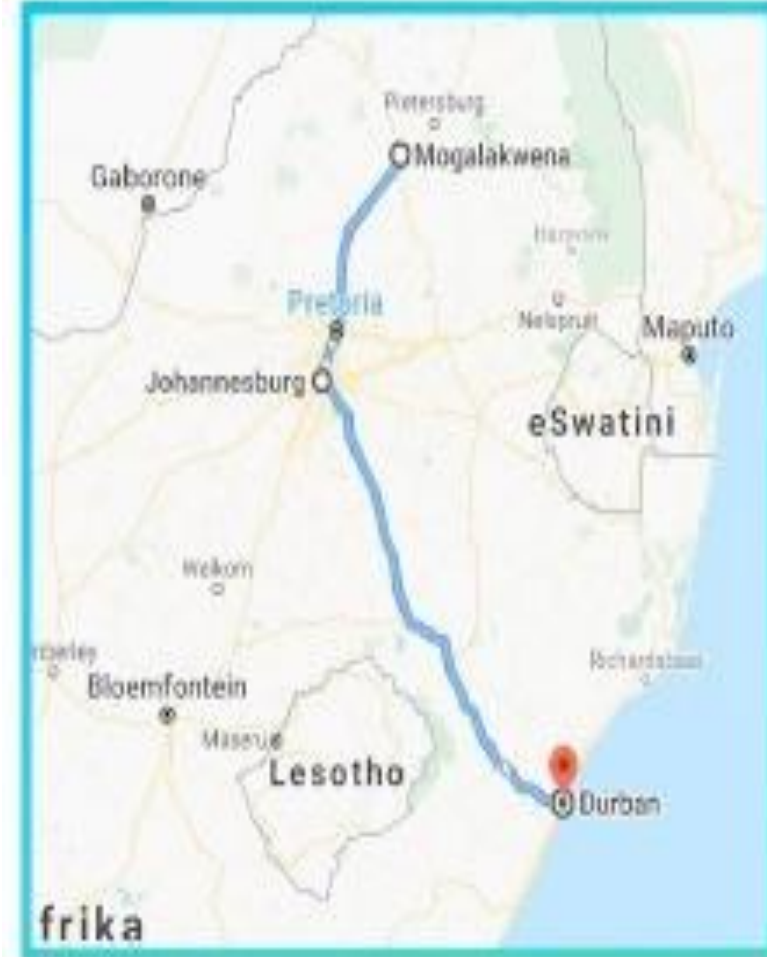 Pietersburg
Mogalakwena
Gaborone
Pretoria
Nelspruit
Maputo
Johannesburg
eSwatini
Welkom
Bloemfontein
Maseru
Lesotho
Durban
frika